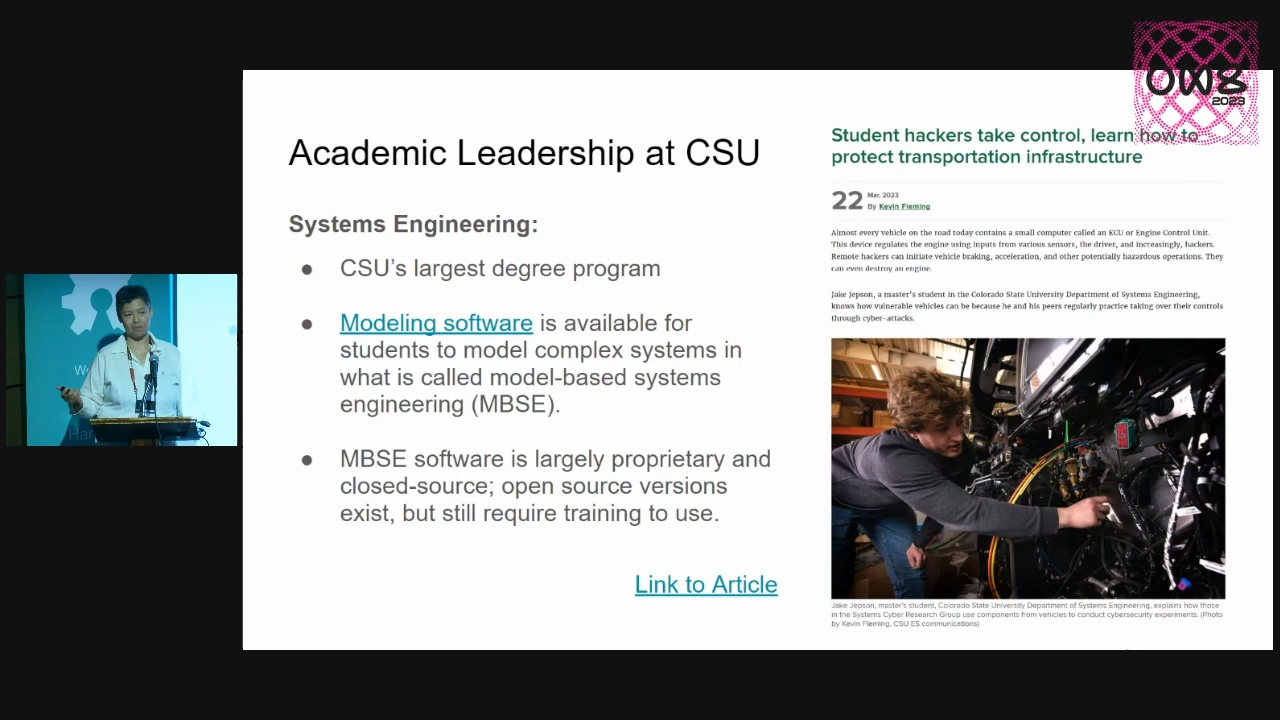 OW8
2023
Academic Leadership at CSU
Systems Engineering:
● CSU's largest degree program
● Modeling software is available for
students to model complex systems in
what is called model-based systems
engineering (MBSE).
● MBSE software is largely proprietary and
closed-source; open source versions
exist, but still require training to use.
Link to Article
Student hackers take control, learn how to
protect transportation infrastructure
22 Mar, 2023
By Kevin Fleming
Almost every vehicle on the road today contains a small computer called an ECU or Engine Control Unit.
This device regulates the engine using inputs from various sensors, the driver, and increasingly, hackers.
Remote hackers can initiate vehicle braking, acceleration, and other potentially hazardous operations. They
can even destroy an engine.
Jake Jepson, a master's student in the Colorado State University Department of Systems Engineering,
knows how vulnerable vehicles can be because he and his peers regularly practice taking over their controls
through cyber-attacks.
Jake Jepson, master's student, Colorado State University Department of Systems Engineering, explains how those
in the Systems Cyber Research Group use components from vehicles to conduct cybersecurity experiments. (Photo
by Kevin Fleming, CSU ES communications)